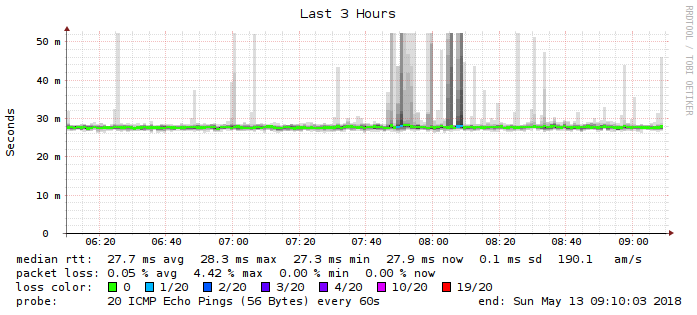 Last 3 Hours
RRDTOOL / TOBI OETIKER
Seconds
50 m
40 m
30 m
20 m
10 m
0
06:20 06:40 07:00 07:20 07:40 08:00 08:20 08:40 09:00
median rtt: 27.7 ms avg 28.3 ms max 27.3 ms min 27.9 ms now 0.1 ms sd 190.1 am/s
packet loss: 0.05 % avg 4.42 % max 0.00 % min 0.00 % now
loss color: 0 1/20 2/20 3/20 4/20 10/20 19/20
probe: 20 ICMP Echo Pings (56 Bytes) every 60s end: Sun May 13 09:10:03 2018